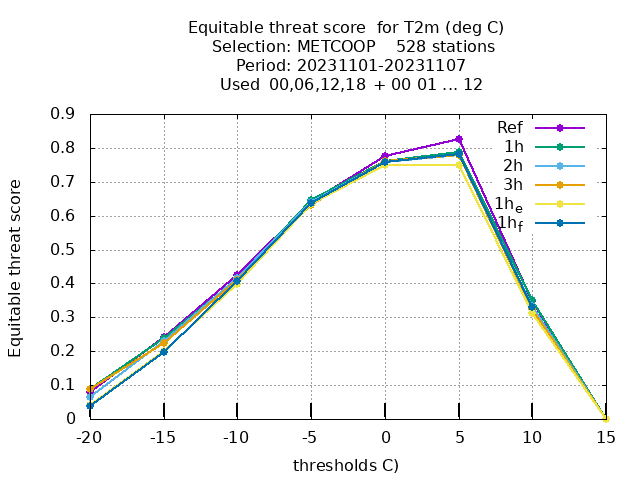 Equitable threat score  for T2m (deg C)
Selection: METCOOP    528 stations
Period: 20231101-20231107
Used  00,06,12,18  + 00 01 ... 12
Equitable threat score
0.9
0.8
0.7
0.6
0.5
0.4
0.3
0.2
0.1
0
Ref
1h
2h
3h
1he
1hf
-20 -15 -10 -5 0 5 10 15
thresholds C)